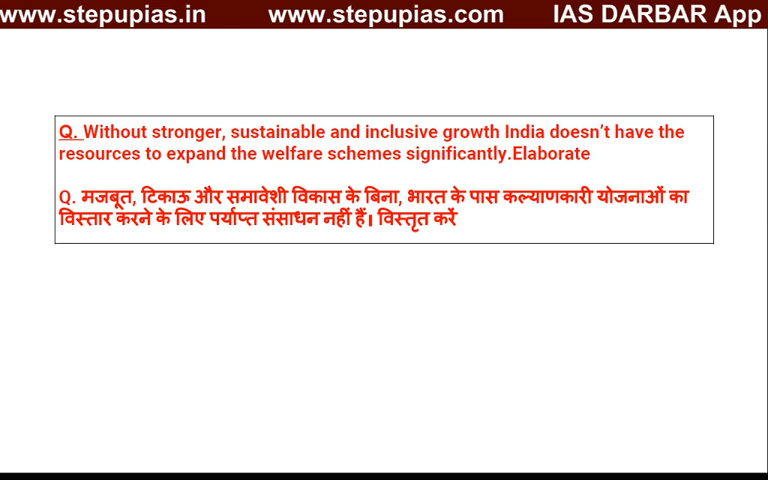 www.stepupias.in www.stepupias.com IAS DARBAR App
Q. Without stronger, sustainable and inclusive growth India doesn’t have the
resources to expand the welfare schemes significantly.Elaborate
Q. मजबूत, टिकाऊ और समावेशी विकास के बिना, भारत के पास कल्याणकारी योजनाओं का
विस्तार करने के लिए पर्याप्त संसाधन नहीं हैं। विस्तृत करें